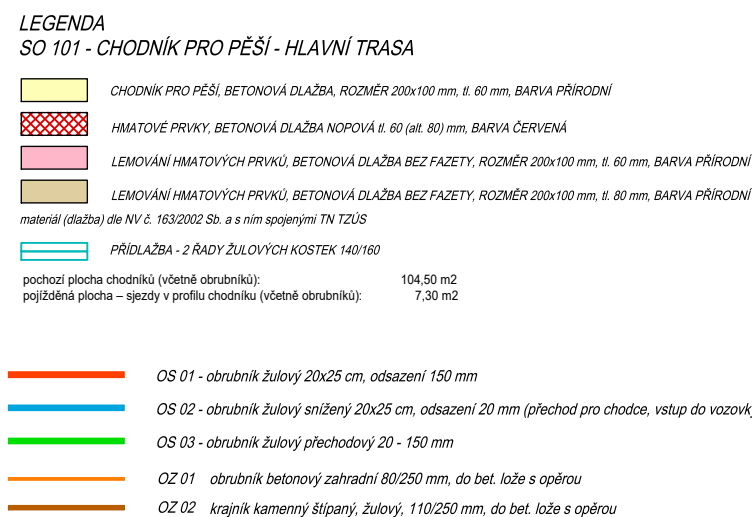 LEGENDA
SO 101 - CHODNÍK PRO PĚŠÍ - HLAVNÍ TRASA
CHODNÍK PRO PĚŠÍ, BETONOVÁ DLAŽBA, ROZMĚR 200x100 mm, tl. 60 mm, BARVA PŘÍRODNÍ
HMATOVÉ PRVKY, BETONOVÁ DLAŽBA NOPOVÁ tl. 60 (alt. 80) mm, BARVA ČERVENÁ
LEMOVÁNÍ HMATOVÝCH PRVKŮ, BETONOVÁ DLAŽBA BEZ FAZETY, ROZMĚR 200x100 mm, tl. 60 mm, BARVA PŘÍRODNÍ
LEMOVÁNÍ HMATOVÝCH PRVKŮ, BETONOVÁ DLAŽBA BEZ FAZETY, ROZMĚR 200x100 mm, tl. 80 mm, BARVA PŘÍRODNÍ
materiál (dlažba) dle NV č. 163/2002 Sb. a s ním spojenými TN TZÚS
PŘÍDLAŽBA - 2 ŘADY ŽULOVÝCH KOSTEK 140/160
pochozí plocha chodníků (včetně obrubníků): 104,50 m2
pojížděná plocha – sjezdy v profilu chodníku (včetně obrubníků): 7,30 m2
OS 01 - obrubník žulový 20x25 cm, odsazení 150 mm
OS 02 - obrubník žulový snížený 20x25 cm, odsazení 20 mm (přechod pro chodce, vstup do vozovky
OS 03 - obrubník žulový přechodový 20 - 150 mm
OZ 01 obrubník betonový zahradní 80/250 mm, do bet. lože s opěrou
OZ 02 krajník kamenný štípaný, žulový, 110/250 mm, do bet. lože s opěrou